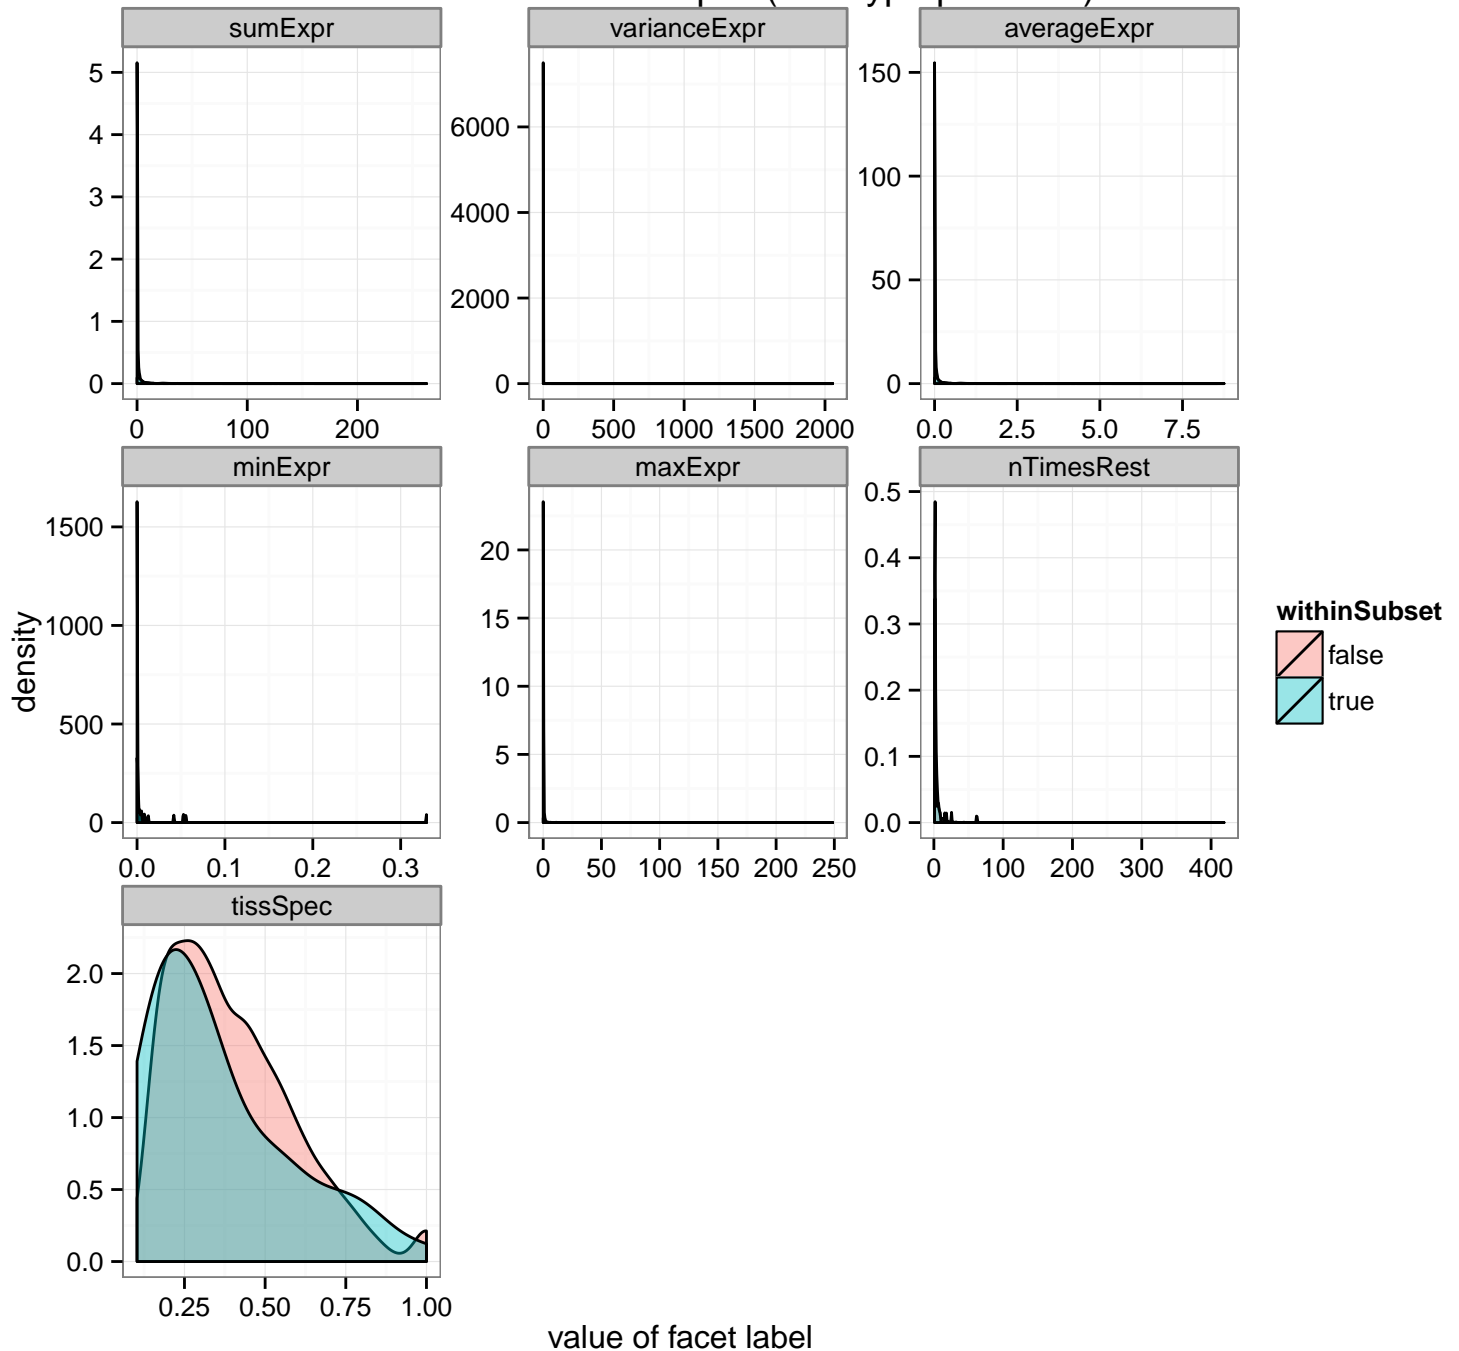 sumExpr varianceExpr averageExpr
5
4
3
2
1
0
6000
4000
2000
0
150
100
50
0
0 100 200
0 500 1000 1500 2000
0.0 2.5 5.0 7.5
minExpr maxExpr nTimesRest
1500
1000
500
0
20
15
10
5
0
0.5
0.4
0.3
0.2
0.1
0.0
0.0 0.1 0.2 0.3
0 50 100 150 200 250
0 100 200 300 400
density
withinSubset
false
true
tissSpec
2.0
1.5
1.0
0.5
0.0
0.25 0.50 0.75 1.00
value of facet label